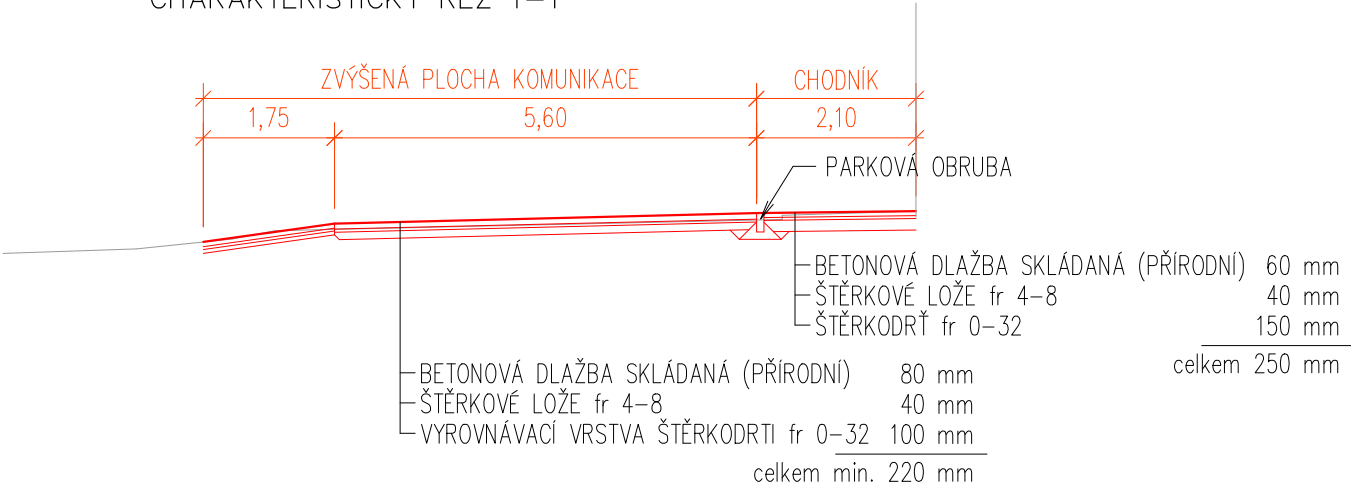 ZVÝŠENÁ PLOCHA KOMUNIKACE CHODNÍK
1,75 5,60 2,10
PARKOVÁ OBRUBA
BETONOVÁ DLAŽBA SKLÁDANÁ (PŘÍRODNÍ) 60 mm
ŠTĚRKOVÉ LOŽE fr 4-8 40 mm
ŠTĚRKODRŤ fr 0-32 150 mm
celkem 250 mm
BETONOVÁ DLAŽBA SKLÁDANÁ (PŘÍRODNÍ) 80 mm
ŠTĚRKOVÉ LOŽE fr 4-8 40 mm
VYROVNÁVACÍ VRSTVA ŠTĚRKODRTI fr 0-32 100 mm
celkem min. 220 mm